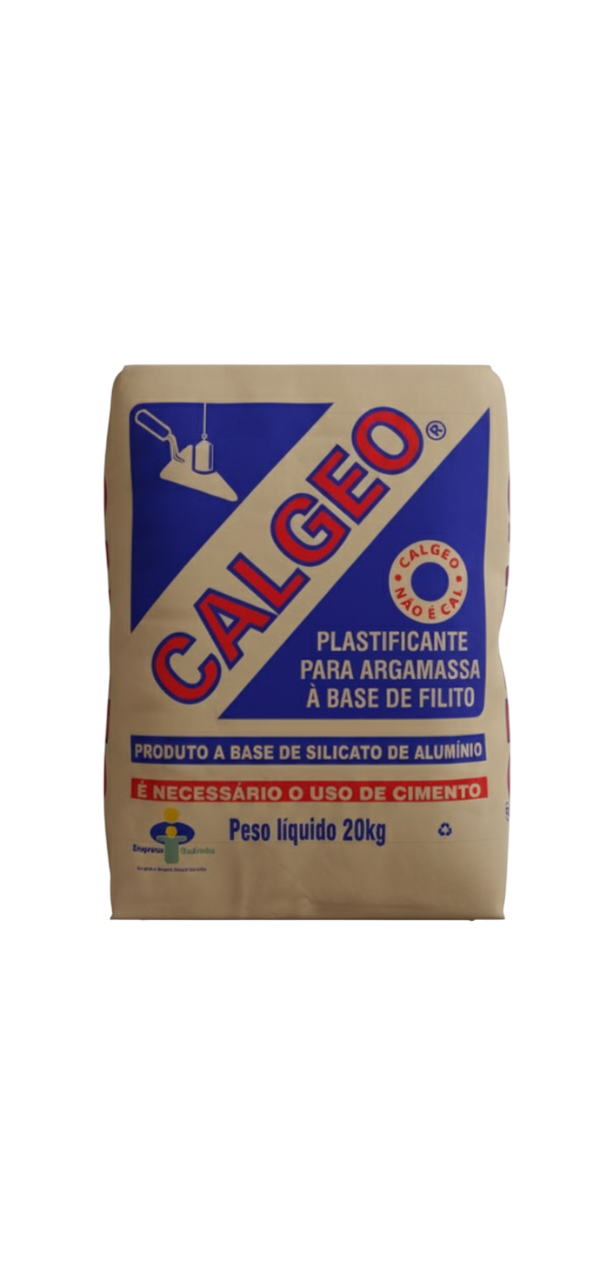 CALGEO®
CALGEO
NÃO É CAL
PLASTIFICANTE
PARA ARGAMASSA
À BASE DE FILITO
PRODUTO A BASE DE SILICATO DE ALUMÍNIO
É NECESSÁRIO O USO DE CIMENTO
Peso líquido 20kg
Empresa